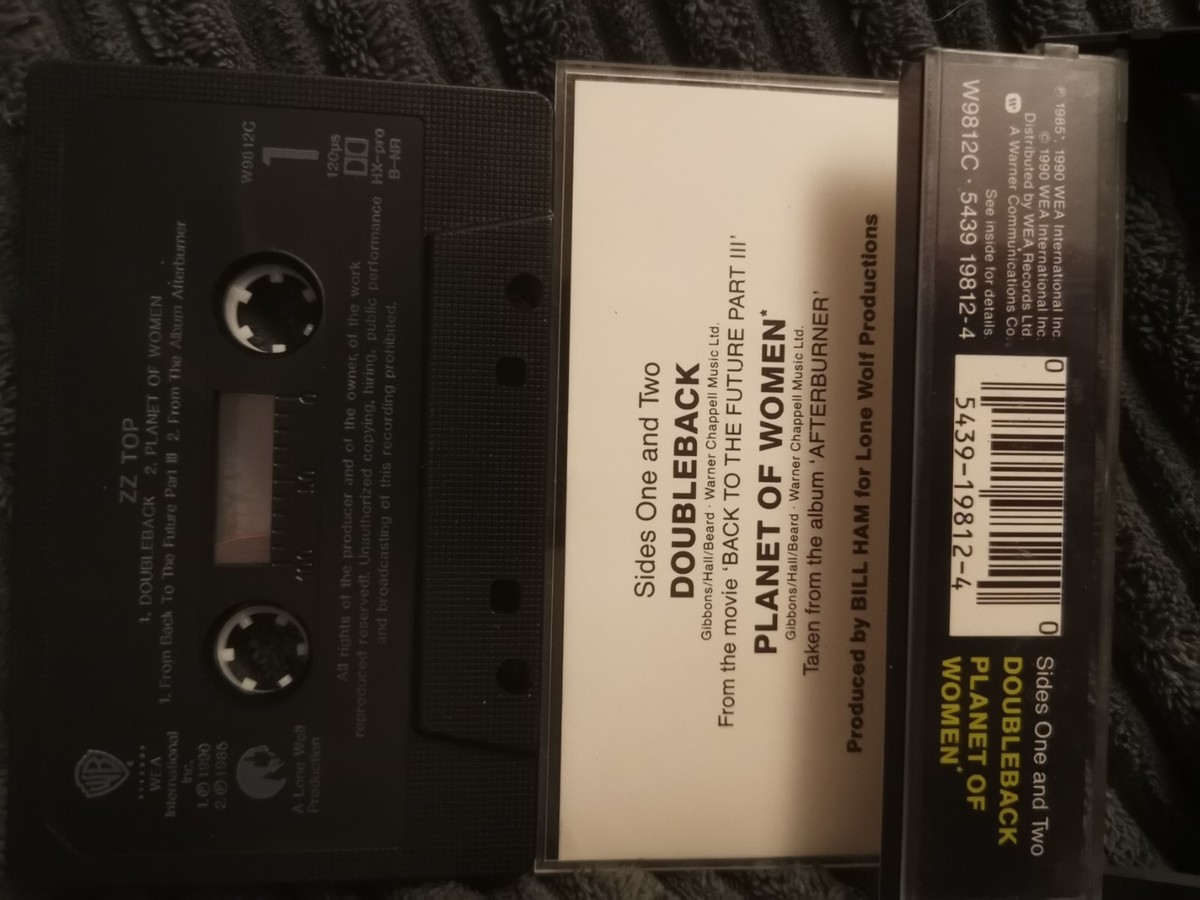 ZZ TOP
1. DOUBLEBACK 2. PLANET OF WOMEN
1. From Back To The Future Part III 2. From The Album Afterburner
W9812C
1
120µs
HX-pro
B-NR
100 50 0
All rights of the producer and of the owner, of the work
reproduced reserved. Unauthorized copying, hiring, public performance
and broadcasting of this recording prohibited.
WB
WEA
International
Inc.
1.℗1990
2.℗1985
A Lone Wolf
Production
Sides One and Two
DOUBLEBACK
Gibbons/Hall/Beard · Warner Chappell Music Ltd.
From the movie ‘BACK TO THE FUTURE PART III’
PLANET OF WOMEN*
Gibbons/Hill/Beard · Warner Chappell Music Ltd.
Taken from the album ‘AFTERBURNER’
Produced by BILL HAM for Lone Wolf Productions
℗ 1985*, 1990 WEA International Inc.
© 1990 WEA International Inc.
Distributed by WEA Records Ltd.
A Warner Communications Co.
See inside for details.
W9812C · 5439 19812-4
0 0
5439-19812-4
Sides One and Two
DOUBLEBACK
PLANET OF
WOMEN*